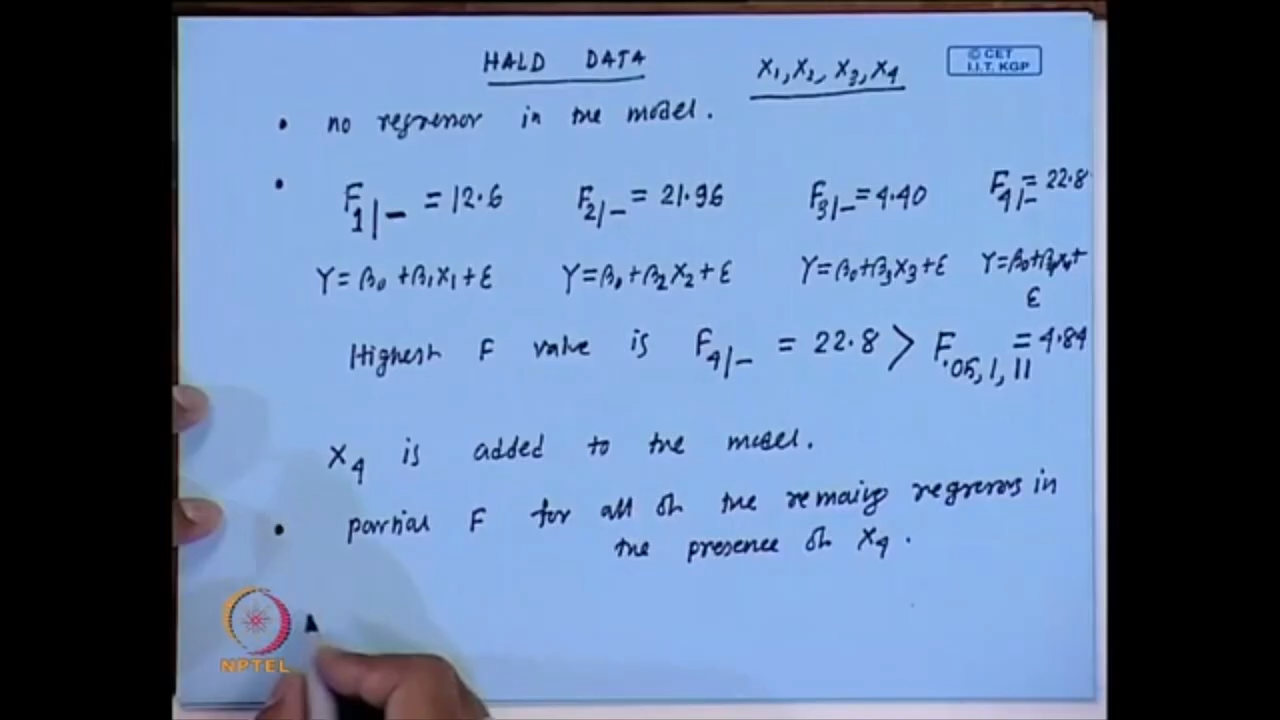 HALD DATA X1, X2, X3, X4
© CET
I.I.T. KGP
• no regressor in the model.
• F1/– = 12.6 F2/– = 21.96 F3/– = 4.40 F4/– = 22.8
Y = β0 + β1X1 + ε Y = β0 + β2X2 + ε Y = β0 + β3X3 + ε Y = β0 + β4X4 +
ε
Highest F value is F4/– = 22.8 > F.05, 1, 11 = 4.84
X4 is added to the model.
• partial F for all of the remaing regressors in
the presence of X4.
NPTEL